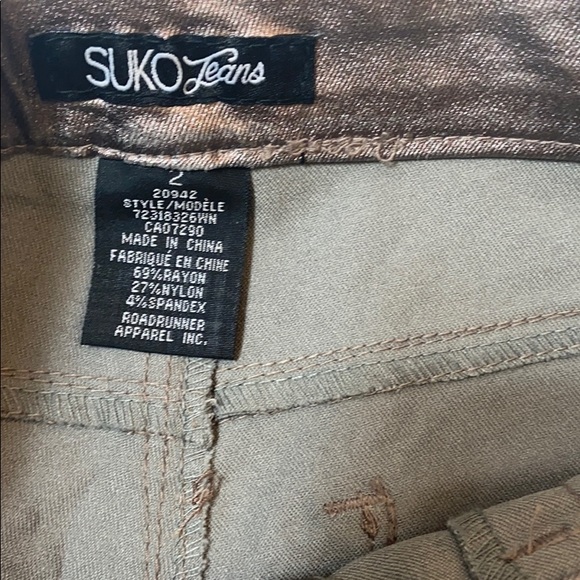 SUKO Jeans
2
20942
STYLE/MODÈLE
72318326WN
CA07290
MADE IN CHINA
FABRIQUÉ EN CHINE
69%RAYON
27%NYLON
4%SPANDEX
ROADRUNNER
APPAREL INC.